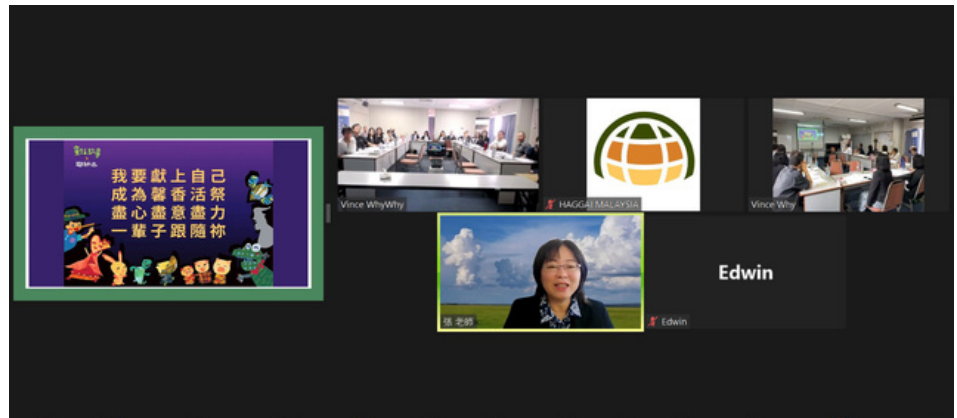 我要獻上自己
成為馨香活祭
盡心盡意盡力
一輩子跟隨祢
Vince WhyWhy
HAGGAI MALAYSIA
Vince Why
張 老師
Edwin
Edwin